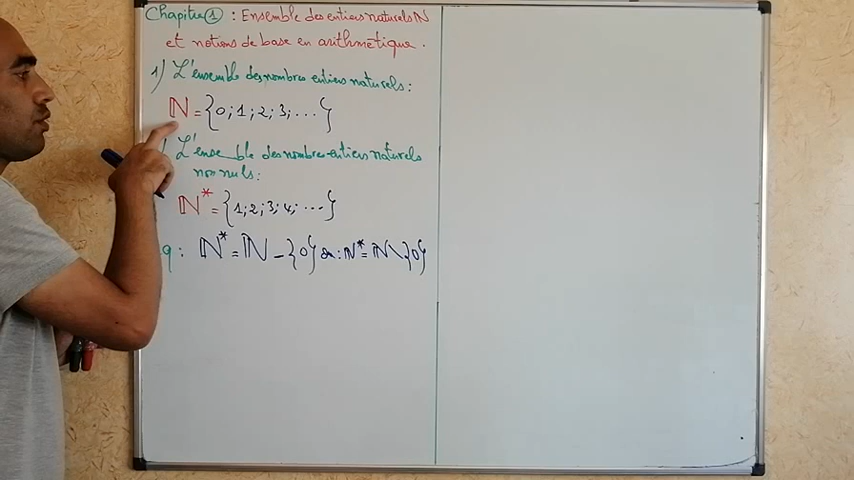 Chapitre ① : Ensemble des entiers naturels ℕ
et notions de base en arithmétique.
1) L'ensemble des nombres entiers naturels :
ℕ = {0; 1; 2; 3; ... }
) L'ensemble des nombres entiers naturels
non nuls :
ℕ* = {1; 2; 3; 4; ... }
q : ℕ* = ℕ - {0} ou : ℕ* = ℕ \ {0}